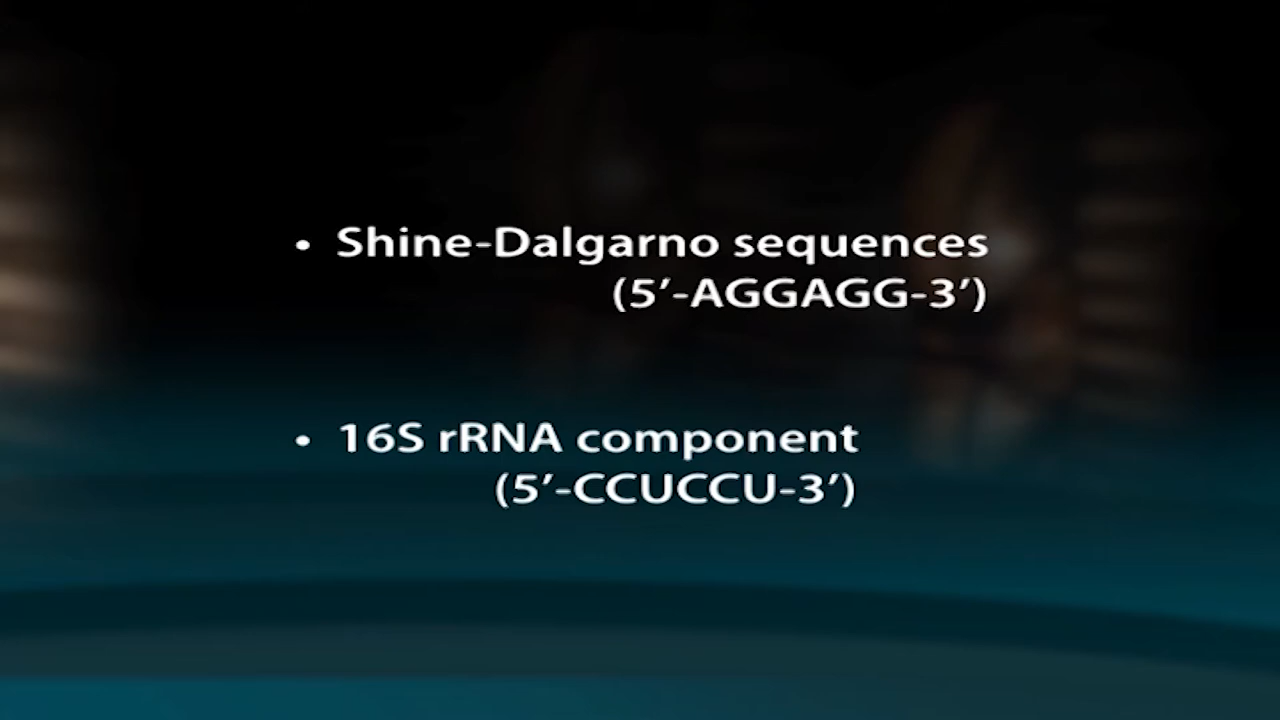 • Shine-Dalgarno sequences
(5′-AGGAGG-3′)
• 16S rRNA component
(5′-CCUCCU-3′)